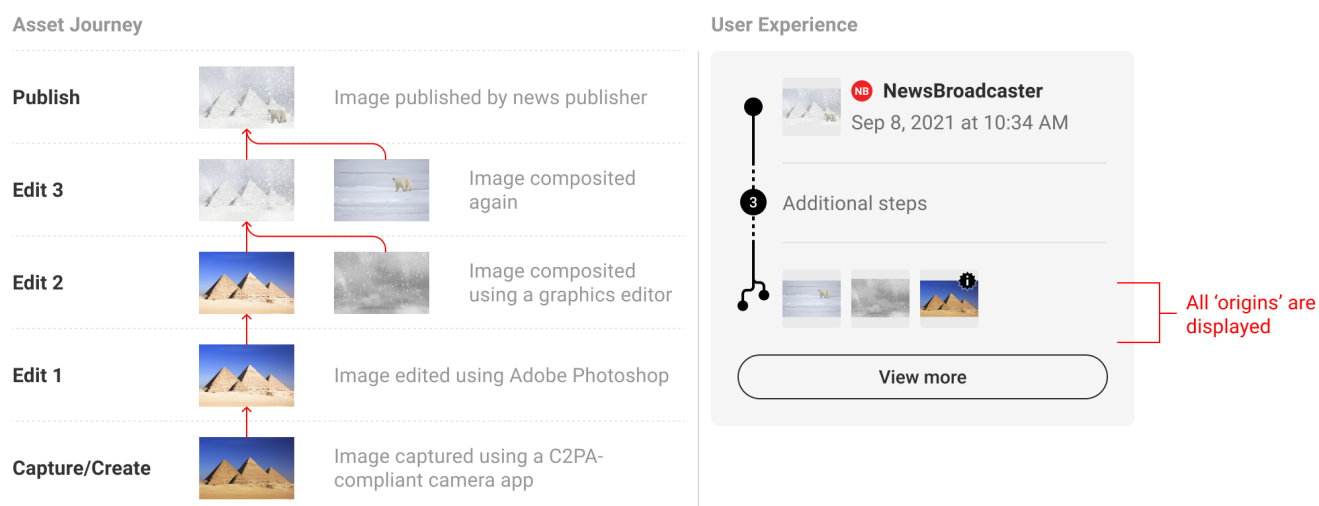 Asset Journey
Publish
Image published by news publisher
Edit 3
Image composited
again
Edit 2
Image composited
using a graphics editor
Edit 1
Image edited using Adobe Photoshop
Capture/Create
Image captured using a C2PA-
compliant camera app
User Experience
NB NewsBroadcaster
Sep 8, 2021 at 10:34 AM
3 Additional steps
i
View more
All ‘origins’ are
displayed